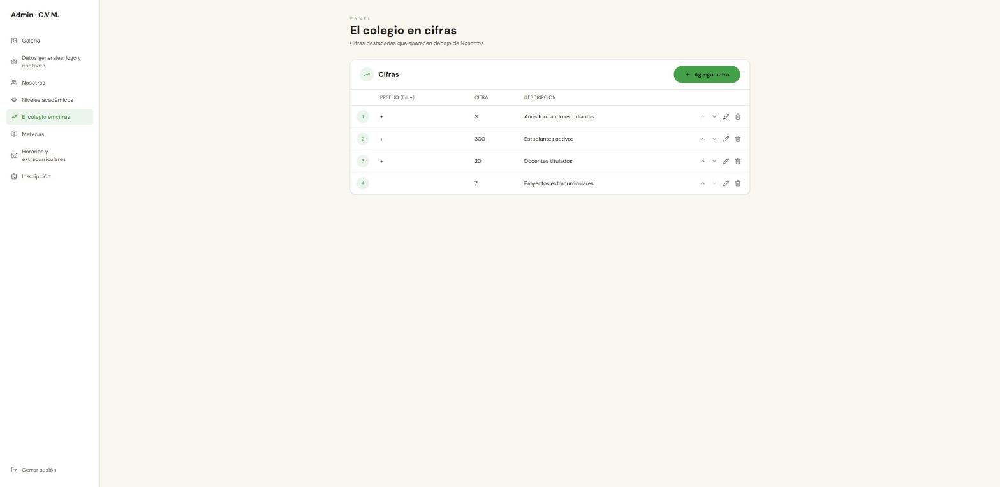 Admin · C.V.M.
Galería
Datos generales, logo y
contacto
Nosotros
Niveles académicos
El colegio en cifras
Materias
Horarios y
extracurriculares
Inscripción
Cerrar sesión
PANEL
El colegio en cifras
Cifras destacadas que aparecen debajo de Nosotros.
Cifras
+ Agregar cifra
PREFIJO (EJ. +) CIFRA DESCRIPCIÓN
1 + 3 Años formando estudiantes
2 + 300 Estudiantes activos
3 + 20 Docentes titulados
4 7 Proyectos extracurriculares